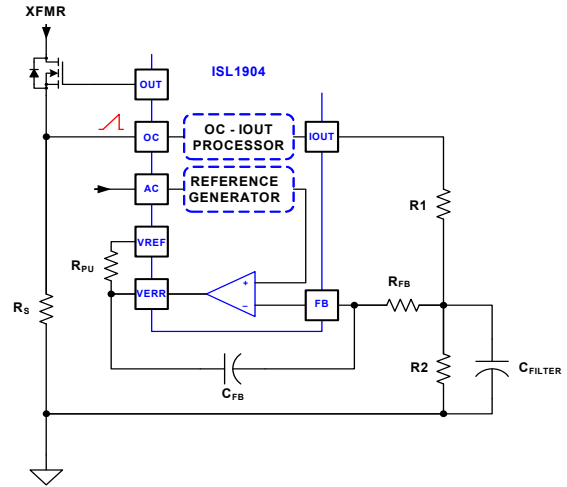 XFMR
ISL1904
OUT
OC
OC - IOUT
PROCESSOR
IOUT
AC
REFERENCE
GENERATOR
R1
VREF
RPU
VERR
+
−
FB
RFB
RS
R2
CFILTER
CFB